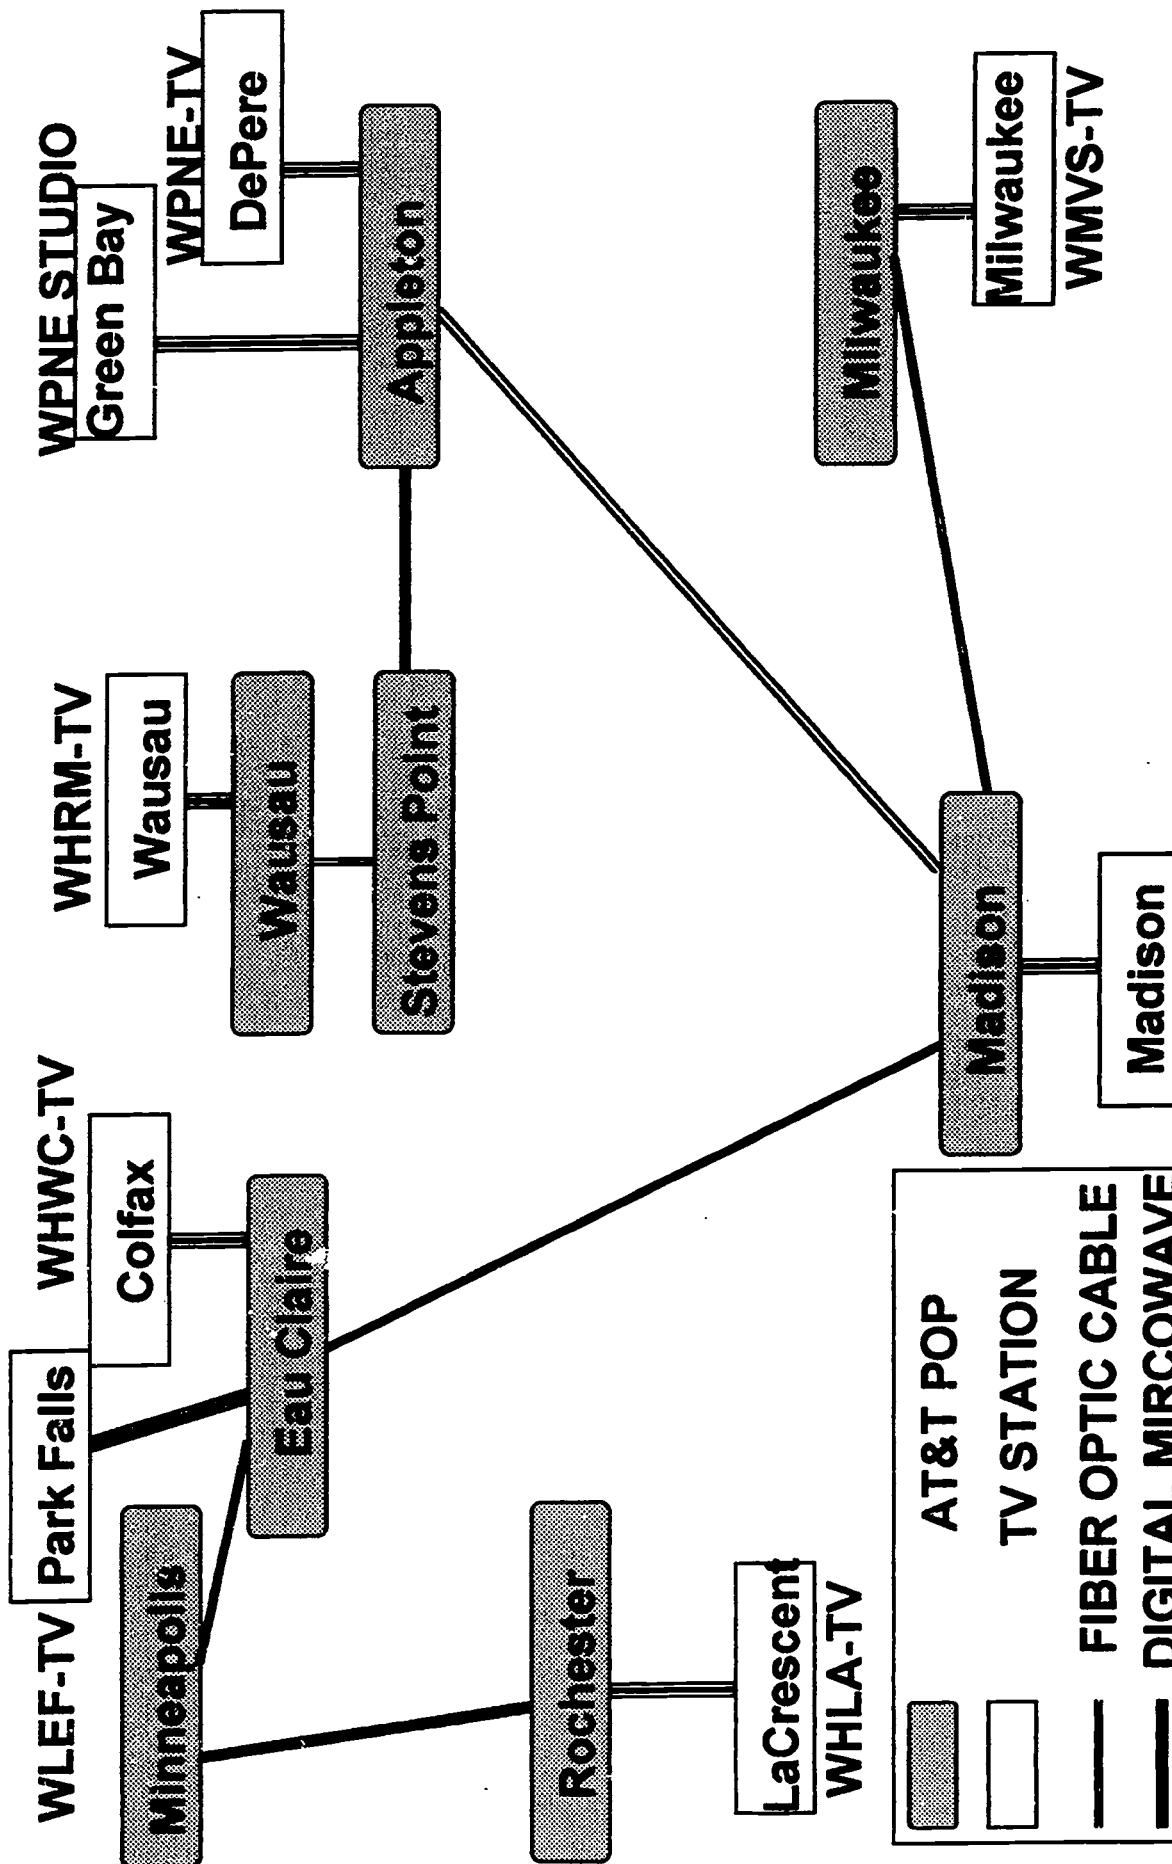 WLEF-TV
Park Falls
WHWC-TV
Colfax
WHRM-TV
Wausau
WPNE STUDIO
Green Bay
WPNE-TV
DePere
Minneapolis
Eau Claire
Wausau
Stevens Point
Appleton
Rochester
LaCrescent
WHLA-TV
Milwaukee
Milwaukee
WMVS-TV
Madison
Madison
AT&T POP
TV STATION
FIBER OPTIC CABLE
DIGITAL MIRCOWAVE